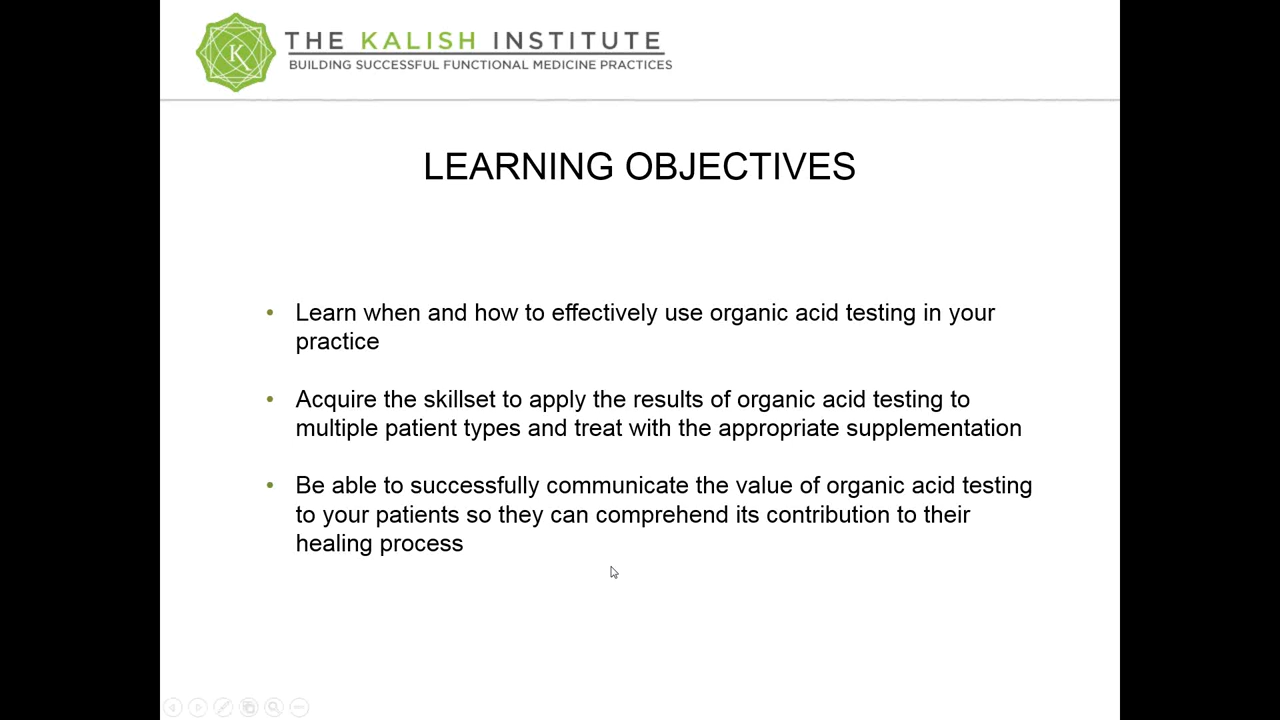 K
THE KALISH INSTITUTE
BUILDING SUCCESSFUL FUNCTIONAL MEDICINE PRACTICES
LEARNING OBJECTIVES
• Learn when and how to effectively use organic acid testing in your
practice
• Acquire the skillset to apply the results of organic acid testing to
multiple patient types and treat with the appropriate supplementation
• Be able to successfully communicate the value of organic acid testing
to your patients so they can comprehend its contribution to their
healing process